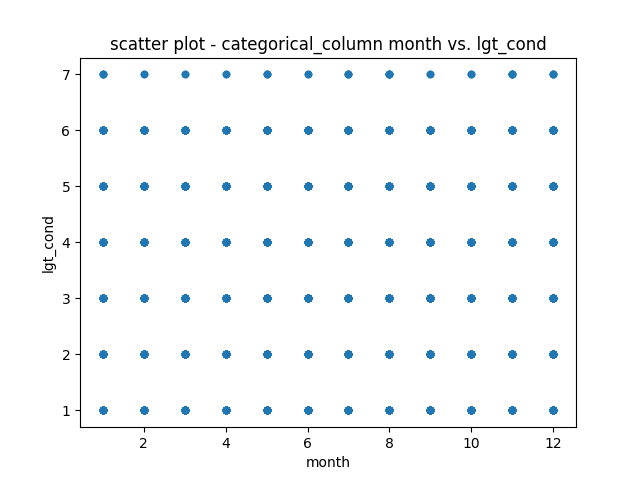 scatter plot - categorical_column month vs. lgt_cond
7
6
5
4
3
2
1
lgt_cond
2 4 6 8 10 12
month